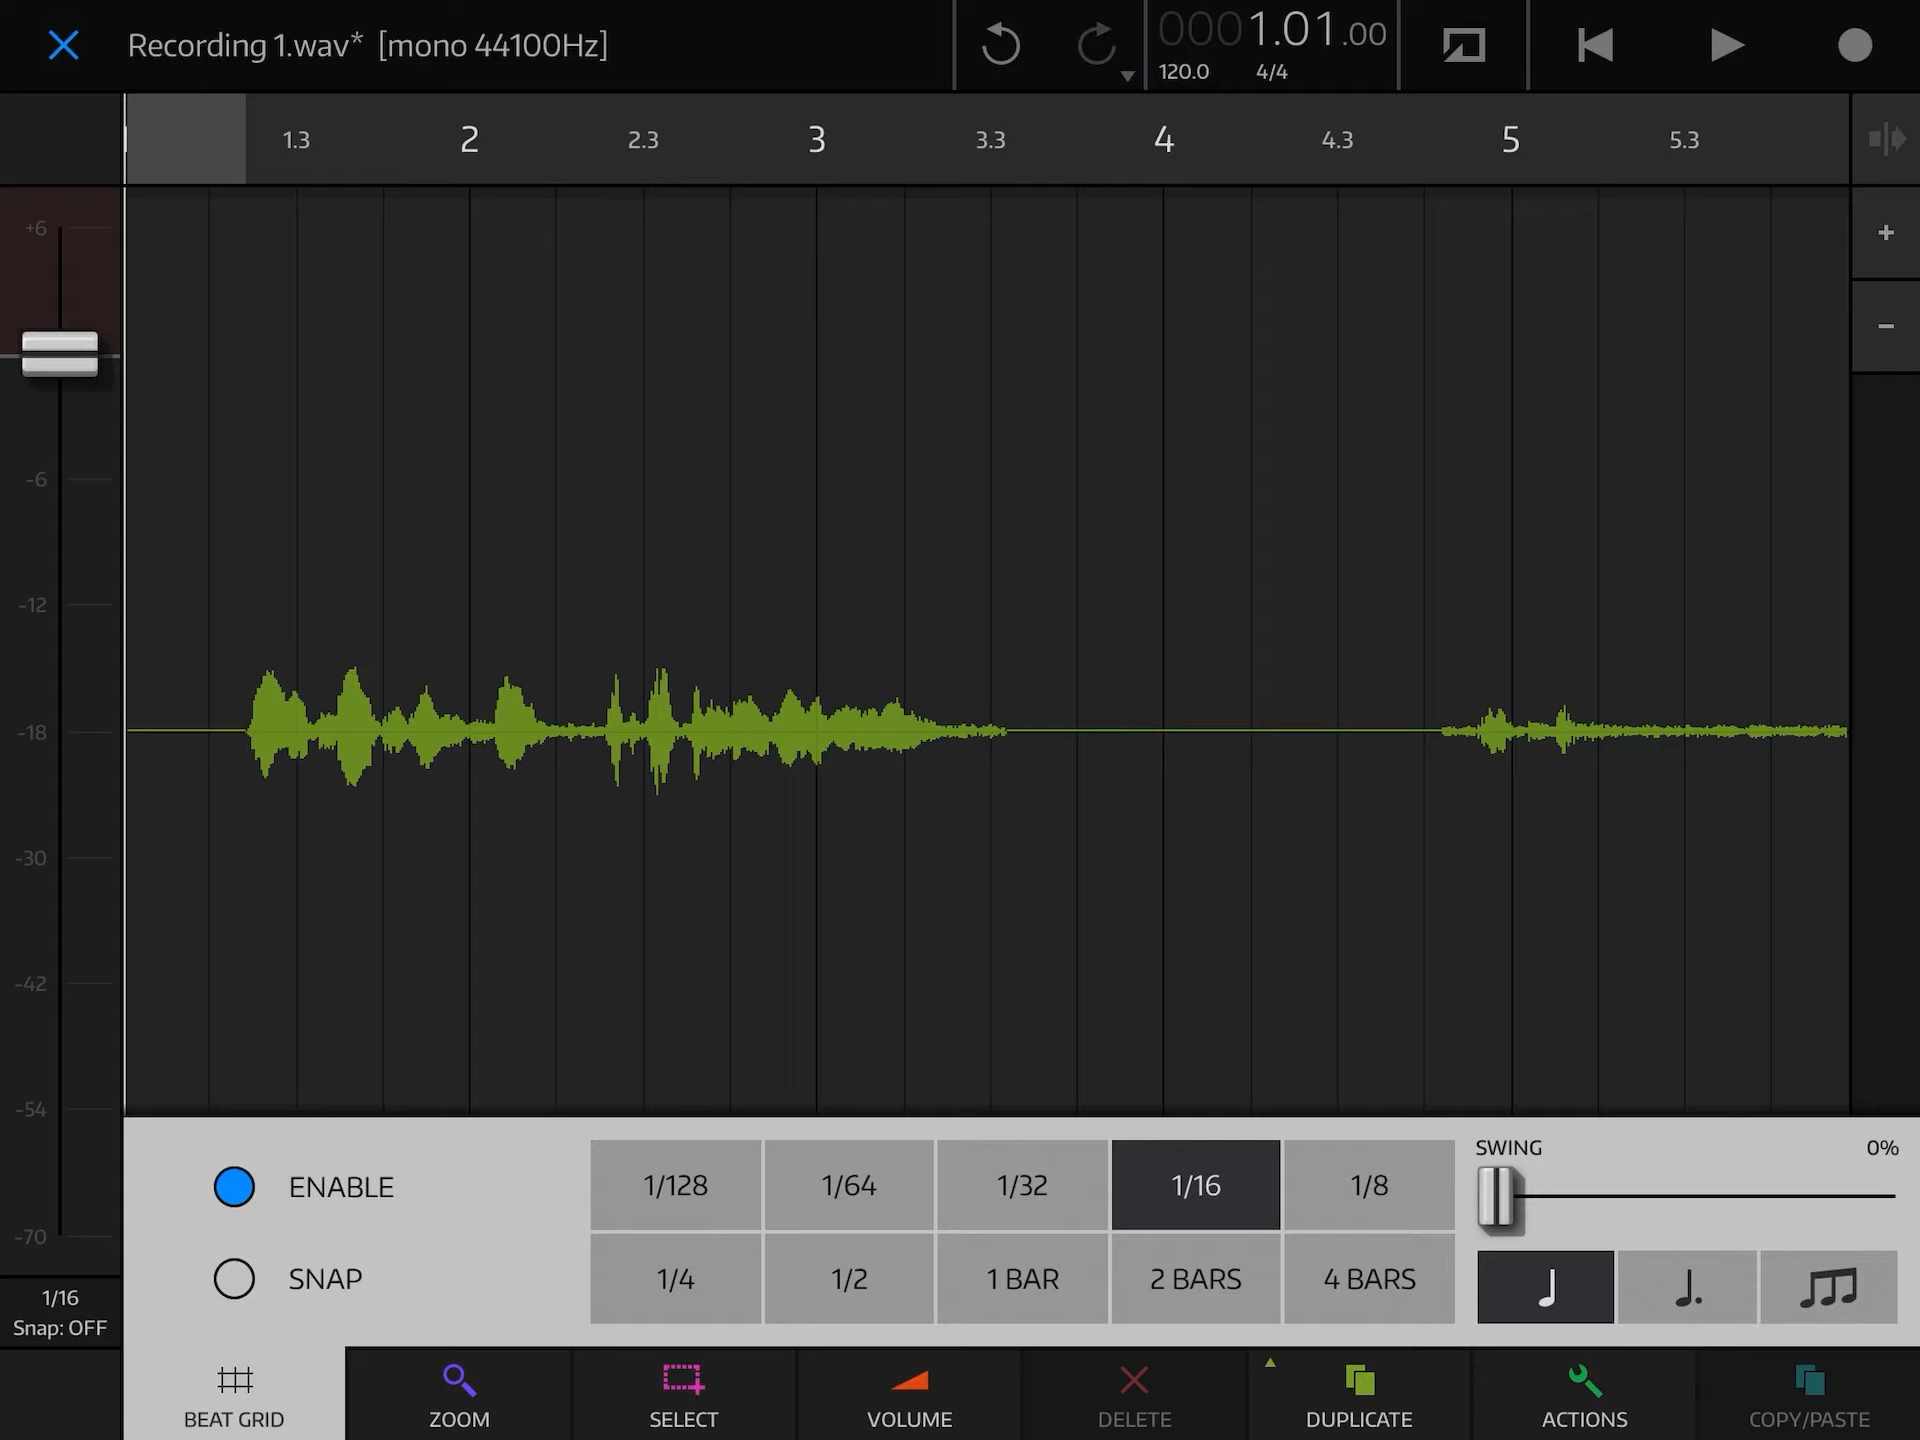 Recording 1.wav* [mono 44100Hz]
0001.01.00
120.0 4/4
1.3 2 2.3 3 3.3 4 4.3 5 5.3
+
−
+6
-6
-12
-18
-30
-42
-54
-70
1/16
Snap: OFF
ENABLE
SNAP
1/128 1/64 1/32 1/16 1/8
1/4 1/2 1 BAR 2 BARS 4 BARS
SWING 0%
BEAT GRID ZOOM SELECT VOLUME DELETE DUPLICATE ACTIONS COPY/PASTE